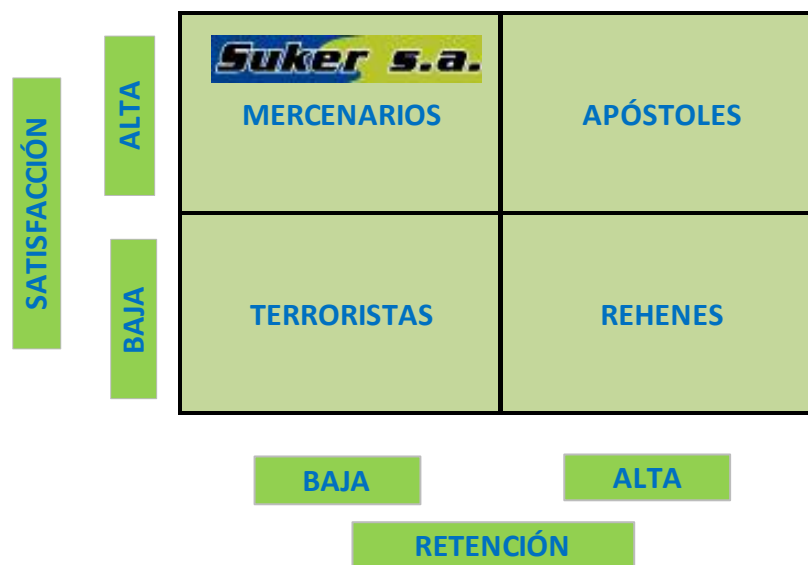 Suker s.a.
MERCENARIOS
APÓSTOLES
TERRORISTAS
REHENES
SATISFACCIÓN
ALTA
BAJA
BAJA
ALTA
RETENCIÓN